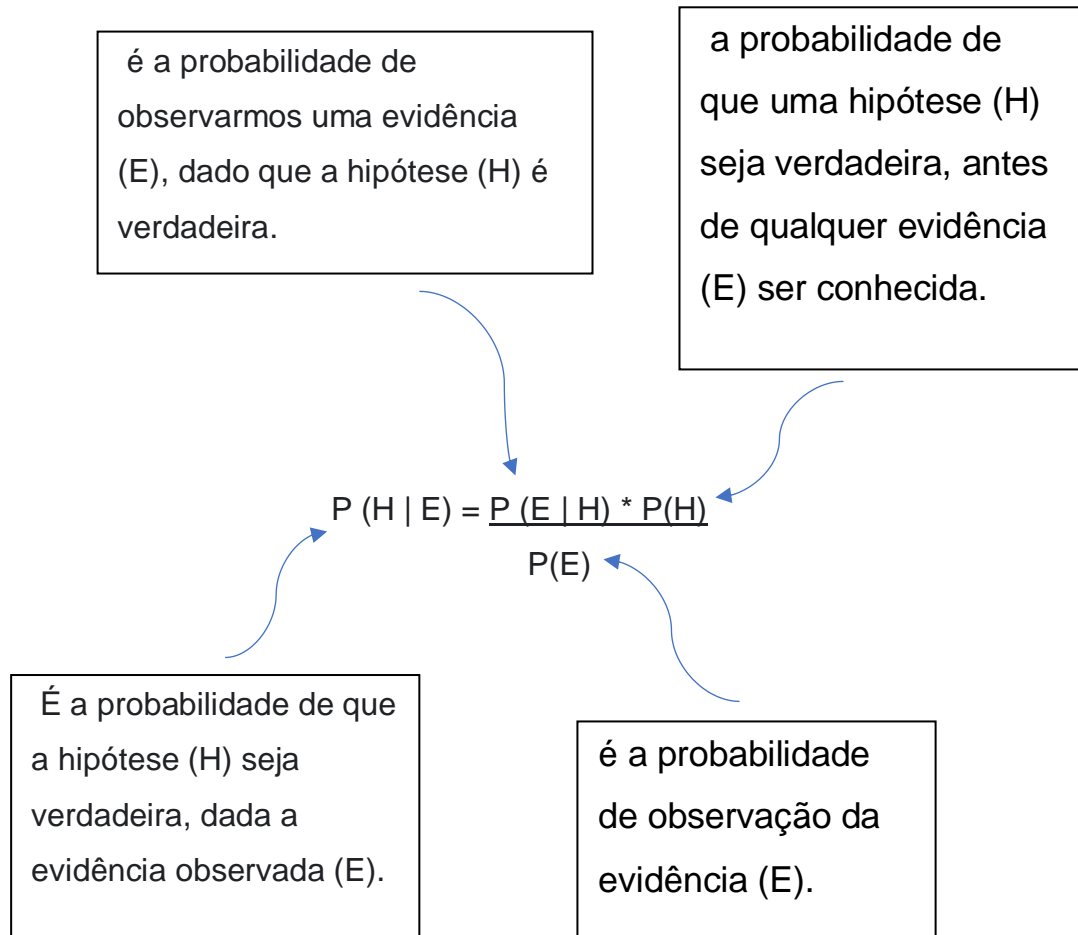 é a probabilidade de
observarmos uma evidência
(E), dado que a hipótese (H) é
verdadeira.
a probabilidade de
que uma hipótese (H)
seja verdadeira, antes
de qualquer evidência
(E) ser conhecida.
P (H | E) = P (E | H) * P(H)
P(E)
É a probabilidade de que
a hipótese (H) seja
verdadeira, dada a
evidência observada (E).
é a probabilidade
de observação da
evidência (E).